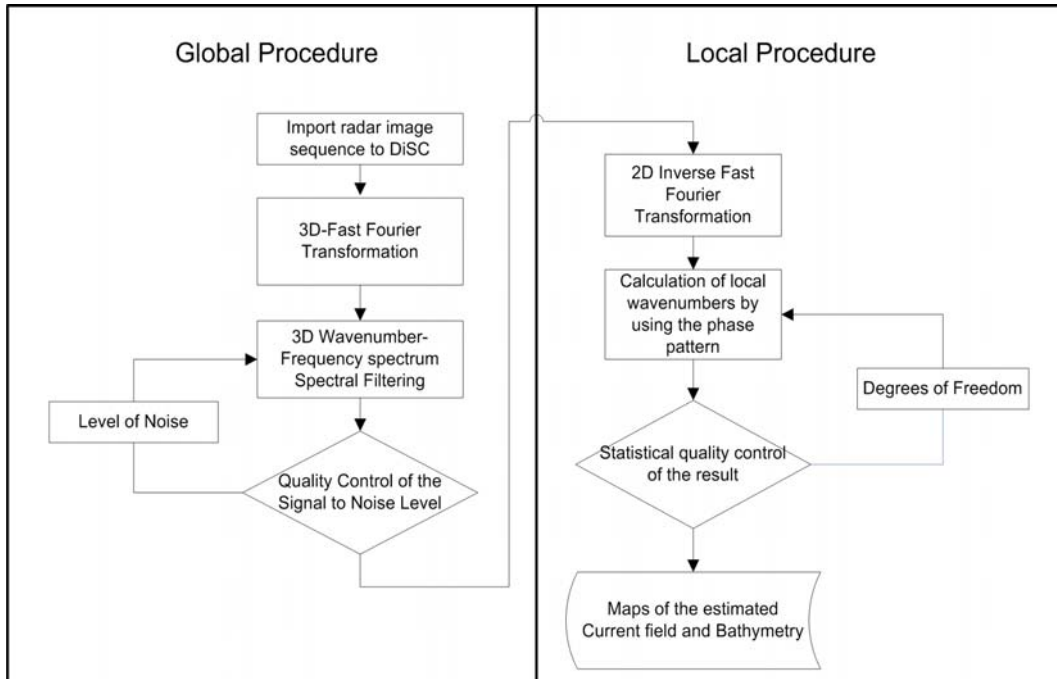 Global Procedure
Import radar image
sequence to DiSC
3D-Fast Fourier
Transformation
3D Wavenumber-
Frequency spectrum
Spectral Filtering
Level of Noise
Quality Control of the
Signal to Noise Level
Local Procedure
2D Inverse Fast
Fourier
Transformation
Calculation of local
wavenumbers by
using the phase
pattern
Degrees of Freedom
Statistical quality control
of the result
Maps of the estimated
Current field and Bathymetry